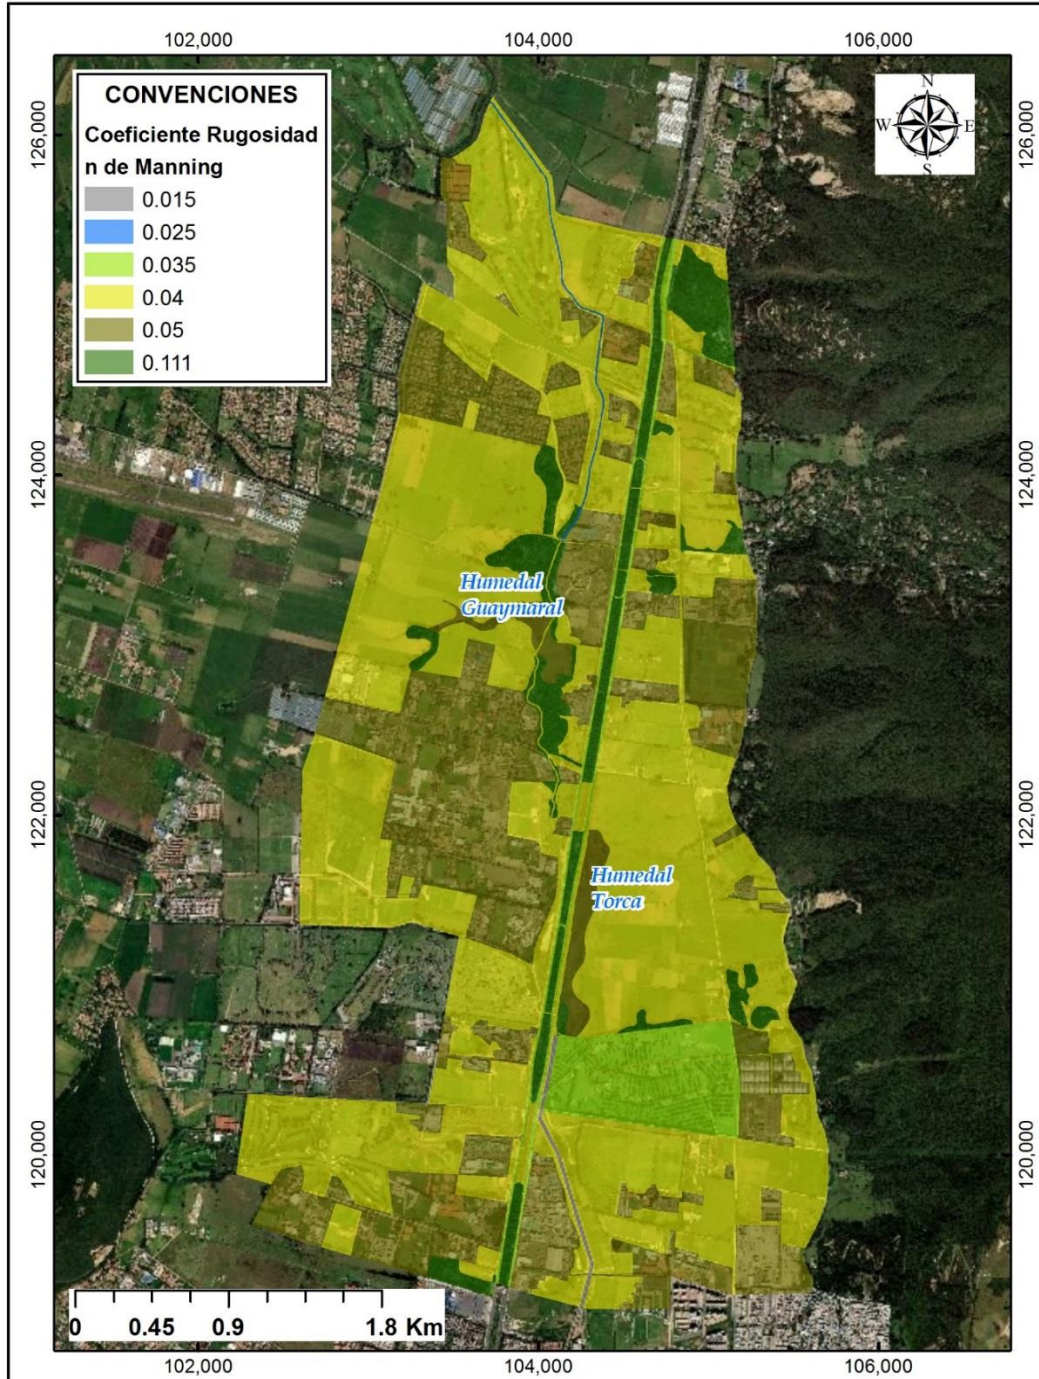 102,000 104,000 106,000
CONVENCIONES
Coeficiente Rugosidad
n de Manning
0.015
0.025
0.035
0.04
0.05
0.111
N
W E
S
126,000 126,000
124,000 124,000
Humedal
Guaymaral
122,000 122,000
Humedal
Torca
120,000 120,000
0 0.45 0.9 1.8 Km
102,000 104,000 106,000